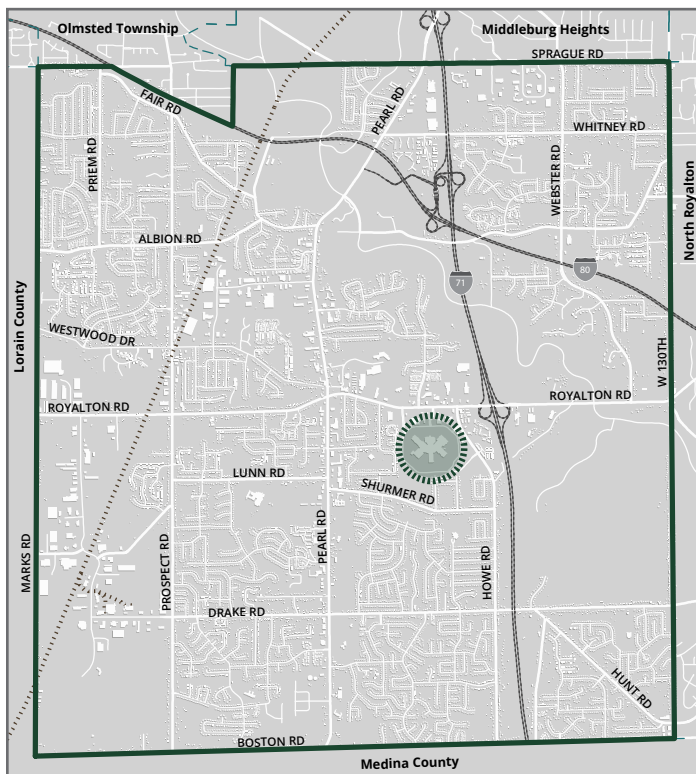 Olmsted Township
Middleburg Heights
SPRAGUE RD
FAIR RD
PEARL RD
WHITNEY RD
PRIEM RD
WEBSTER RD
North Royalton
ALBION RD
80
71
Lorain County
WESTWOOD DR
W 130TH
ROYALTON RD
ROYALTON RD
LUNN RD
SHURMER RD
PEARL RD
MARKS RD
PROSPECT RD
HOWE RD
DRAKE RD
HUNT RD
BOSTON RD
Medina County